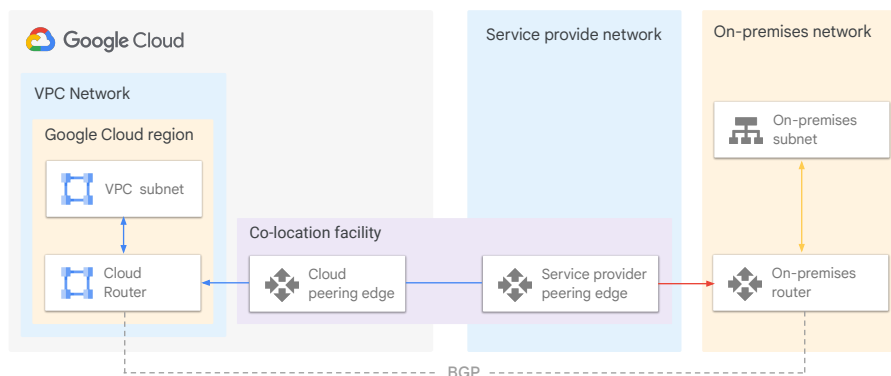 Google Cloud
Service provide network
On-premises network
VPC Network
Google Cloud region
On-premises
subnet
VPC subnet
Co-location facility
Cloud
Router
Cloud
peering edge
Service provider
peering edge
On-premises
router
BGP